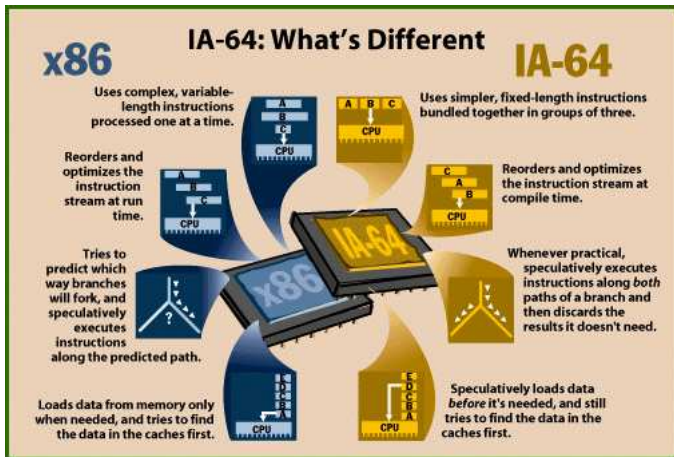 IA-64: What's Different
x86
IA-64
Uses complex, variable-
length instructions
processed one at a time.
A
B
C
CPU
A B C
CPU
Uses simpler, fixed-length instructions
bundled together in groups of three.
Reorders and
optimizes the
instruction
stream at run
time.
A
B
C
CPU
C
A
B
CPU
Reorders and optimizes
the instruction stream at
compile time.
x86
IA-64
Tries to
predict which
way branches
will fork, and
speculatively
executes
instructions
along the predicted path.
?
Whenever practical,
speculatively executes
instructions along both
paths of a branch and
then discards the
results it doesn't need.
Loads data from memory only
when needed, and tries to find
the data in the caches first.
E
D
C
B
A
CPU
E
D
C
B
A
CPU
Speculatively loads data
before it's needed, and still
tries to find the data in the
caches first.